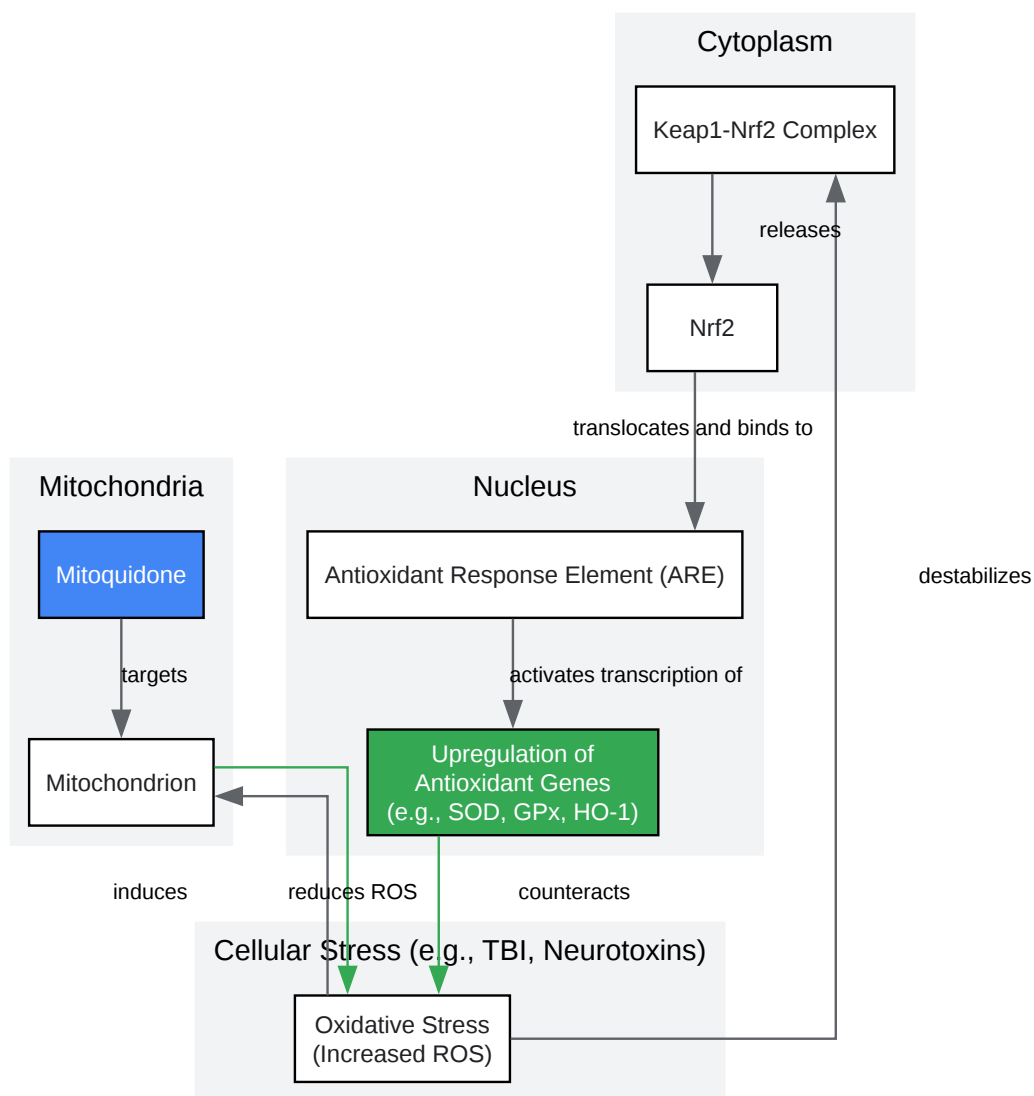 Cytoplasm
Keap1-Nrf2 Complex
releases
Nrf2
translocates and binds to
Mitochondria
Nucleus
Mitoquidone
Antioxidant Response Element (ARE)
destabilizes
targets
activates transcription of
Mitochondrion
Upregulation of
Antioxidant Genes
(e.g., SOD, GPx, HO-1)
induces
reduces ROS
counteracts
Cellular Stress (e.g., TBI, Neurotoxins)
Oxidative Stress
(Increased ROS)